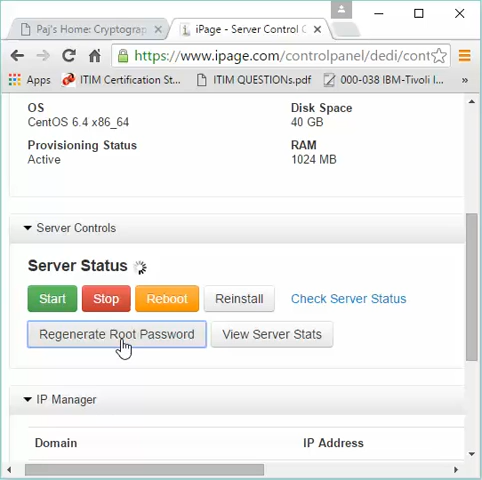 Paj's Home: Cryptograp
iPage - Server Control C
https://www.ipage.com/controlpanel/dedi/cont
Apps
ITIM Certification St
ITIM QUESTIONs.pdf
000-038 IBM-Tivoli I
»
OS
Disk Space
CentOS 6.4 x86_64
40 GB
Provisioning Status
RAM
Active
1024 MB
Server Controls
Server Status
Start
Stop
Reboot
Reinstall
Check Server Status
Regenerate Root Password
View Server Stats
IP Manager
Domain
IP Address